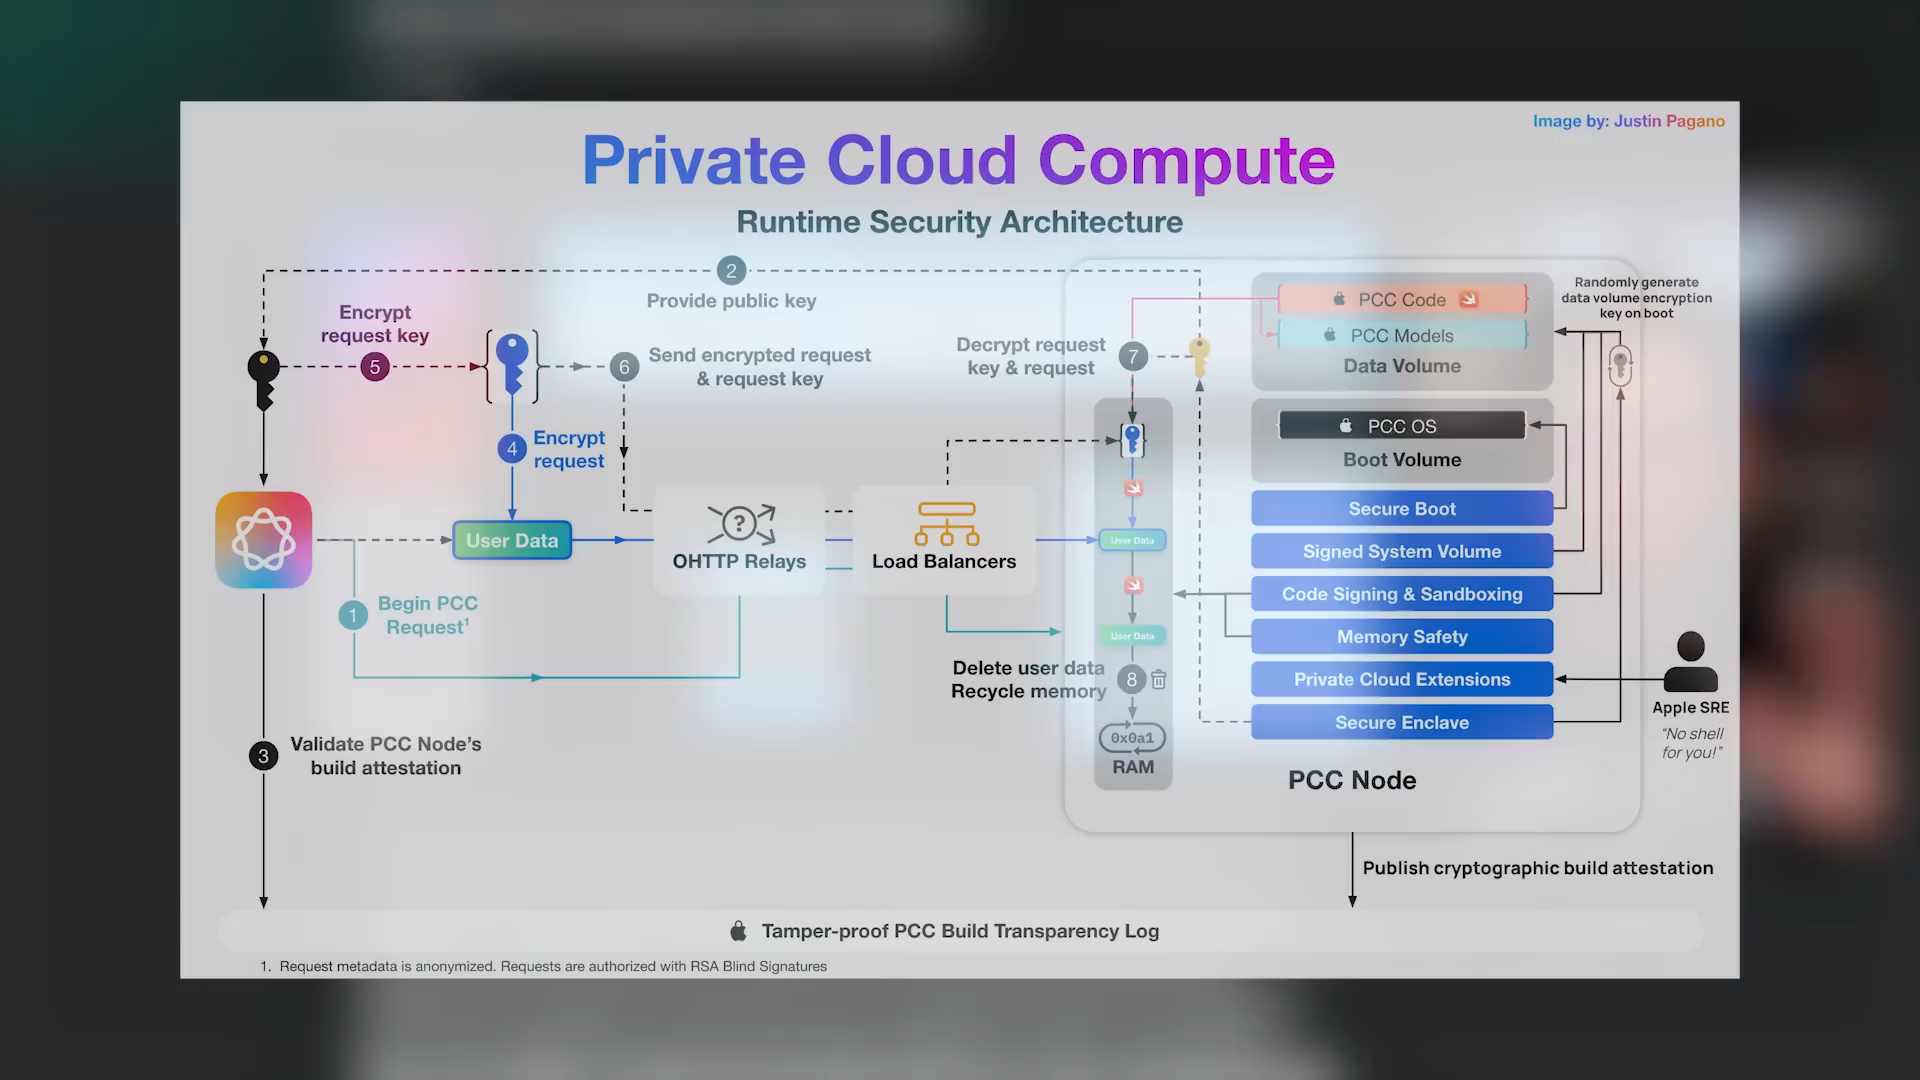 Image by: Justin Pagano
Private Cloud Compute
Runtime Security Architecture
2
Provide public key
Encrypt
request key
5
6
Send encrypted request
& request key
4
Encrypt
request
User Data
1
Begin PCC
Request¹
3
Validate PCC Node’s
build attestation
?
OHTTP Relays
Load Balancers
Decrypt request
key & request
7
User Data
User Data
Delete user data
Recycle memory
8
0x0a1
RAM
PCC Code
PCC Models
Data Volume
PCC OS
Boot Volume
Secure Boot
Signed System Volume
Code Signing & Sandboxing
Memory Safety
Private Cloud Extensions
Secure Enclave
PCC Node
Randomly generate
data volume encryption
key on boot
Apple SRE
“No shell
for you!”
Publish cryptographic build attestation
Tamper-proof PCC Build Transparency Log
1. Request metadata is anonymized. Requests are authorized with RSA Blind Signatures